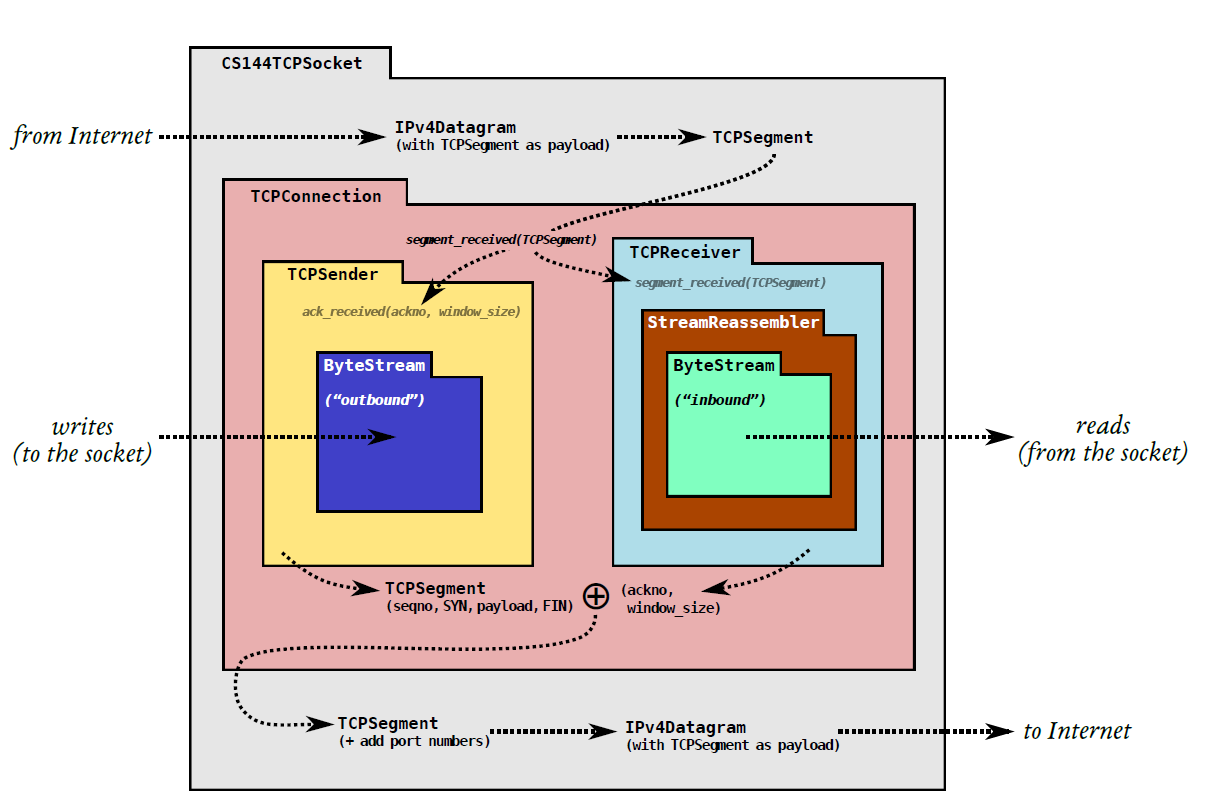 CS144TCPSocket
from Internet
IPv4Datagram
(with TCPSegment as payload)
TCPSegment
TCPConnection
segment_received(TCPSegment)
TCPReceiver
segment_received(TCPSegment)
TCPSender
ack_received(ackno, window_size)
StreamReassembler
ByteStream
(“outbound”)
ByteStream
(“inbound”)
writes
(to the socket)
reads
(from the socket)
TCPSegment
(seqno, SYN, payload, FIN)
⊕
(ackno,
window_size)
TCPSegment
(+ add port numbers)
IPv4Datagram
(with TCPSegment as payload)
to Internet